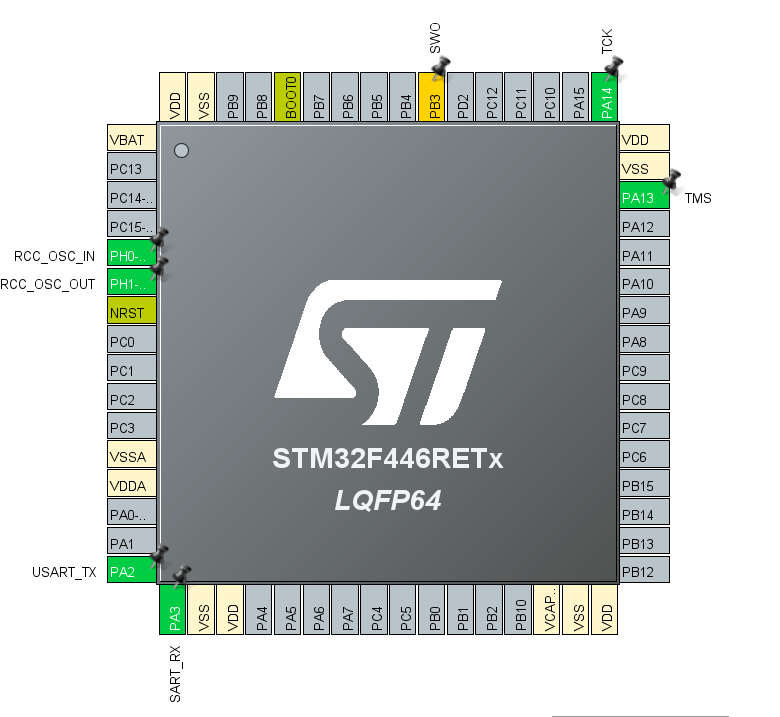 SWO
TCK
VDD
VSS
PB9
PB8
BOOT0
PB7
PB6
PB5
PB4
PB3
PD2
PC12
PC11
PC10
PA15
PA14
VBAT
PC13
PC14-..
PC15-..
RCC_OSC_IN
PH0-..
RCC_OSC_OUT
PH1-..
NRST
PC0
PC1
PC2
PC3
VSSA
VDDA
PA0-..
PA1
USART_TX
PA2
VDD
VSS
PA13
TMS
PA12
PA11
PA10
PA9
PA8
PC9
PC8
PC7
PC6
PB15
PB14
PB13
PB12
ST
STM32F446RETx
LQFP64
PA3
VSS
VDD
PA4
PA5
PA6
PA7
PC4
PC5
PB0
PB1
PB2
PB10
VCAP..
VSS
VDD
SART_RX